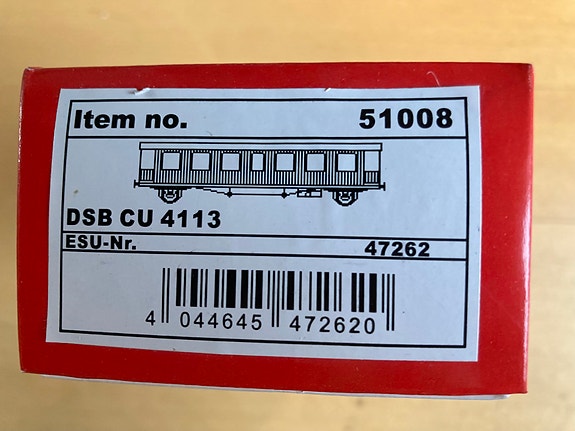 Item no. 51008
DSB CU 4113
ESU-Nr. 47262
4 044645 472620